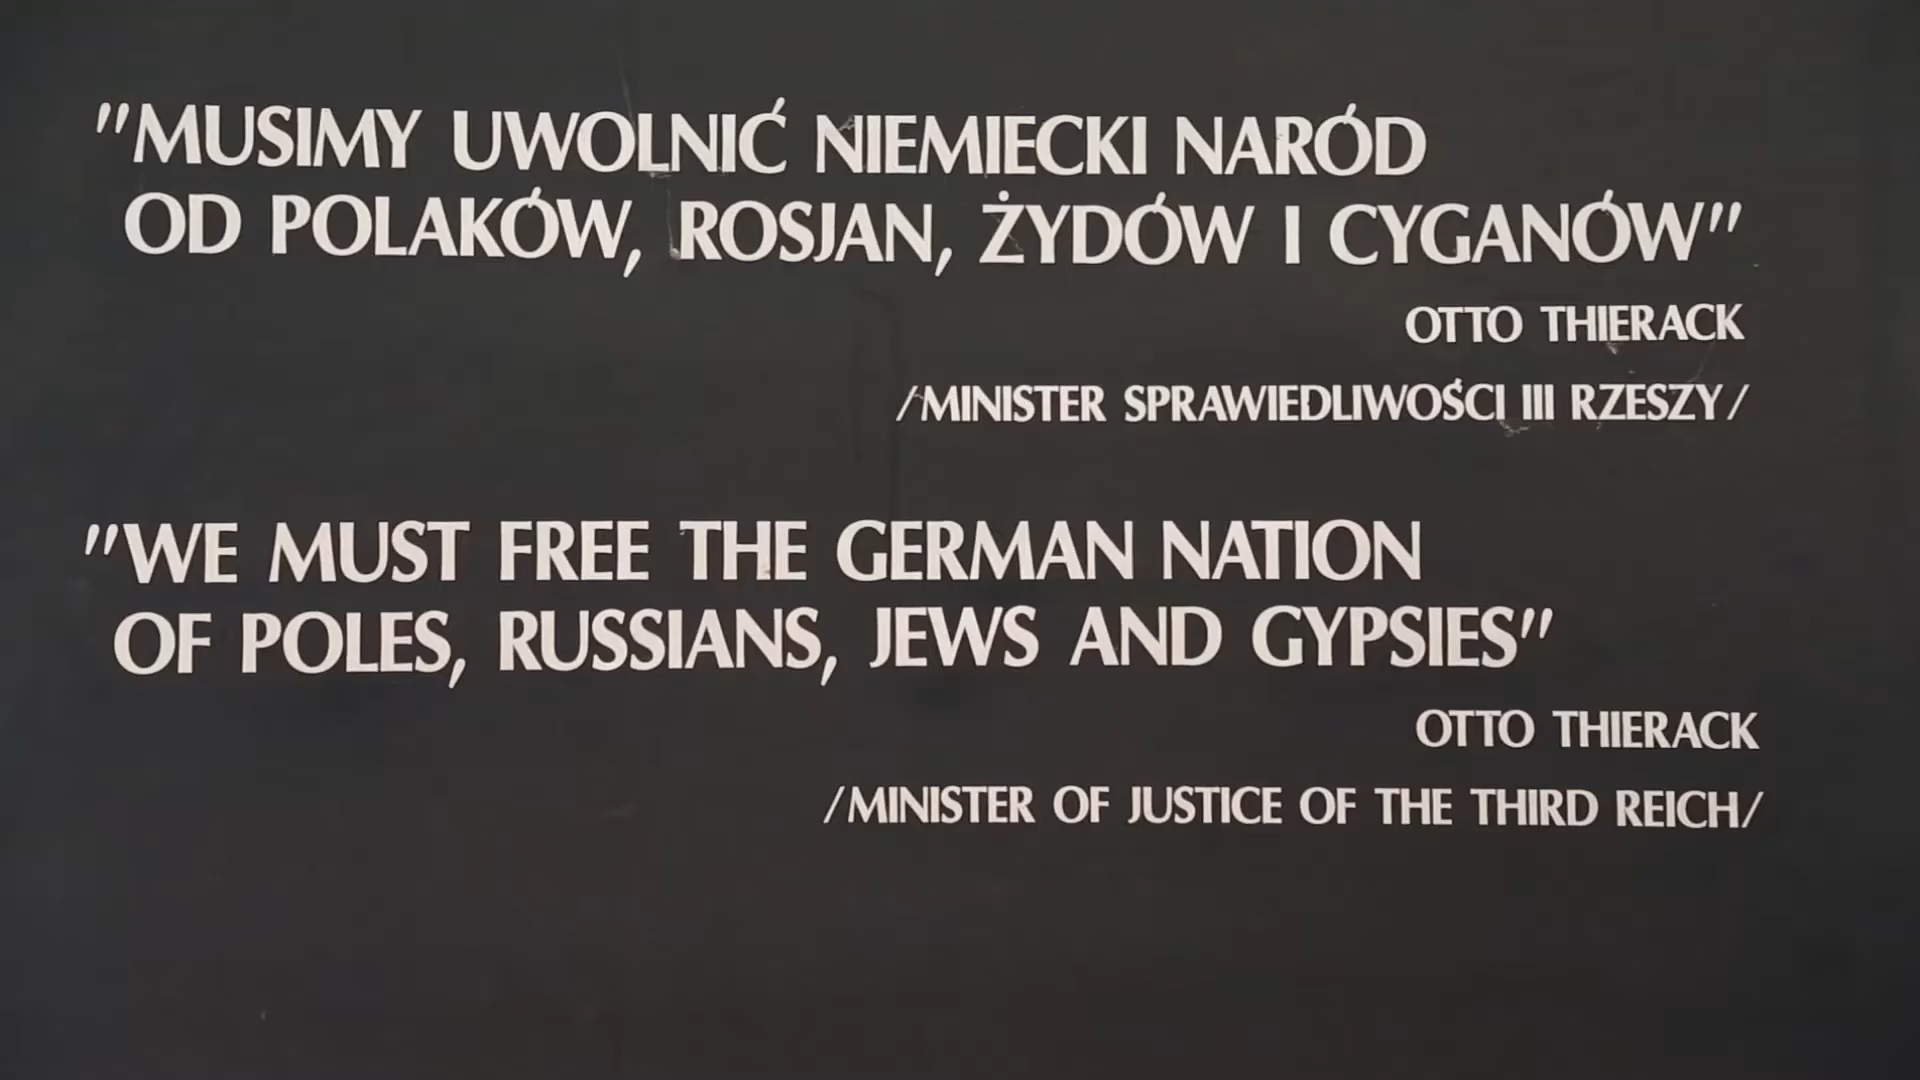 "MUSIMY UWOLNIĆ NIEMIECKI NARÓD
OD POLAKÓW, ROSJAN, ŻYDÓW I CYGANÓW"
OTTO THIERACK
/MINISTER SPRAWIEDLIWOŚCI III RZESZY/
"WE MUST FREE THE GERMAN NATION
OF POLES, RUSSIANS, JEWS AND GYPSIES"
OTTO THIERACK
/MINISTER OF JUSTICE OF THE THIRD REICH/